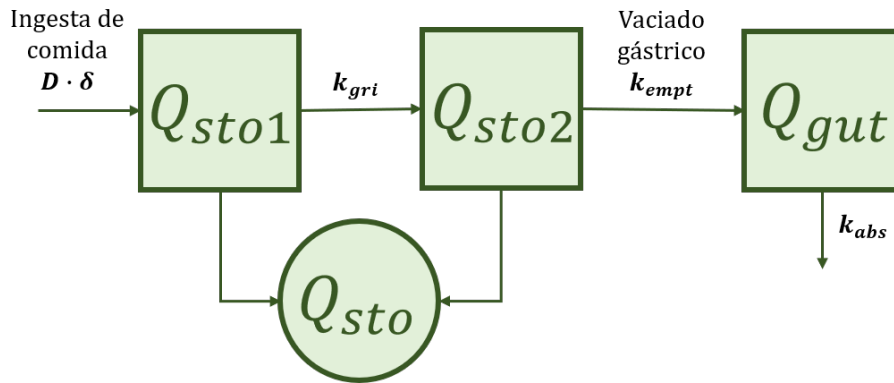 Ingesta de
comida
D · δ
k_gri
Vaciado
gástrico
k_empt
Q_sto1
Q_sto2
Q_gut
k_abs
Q_sto